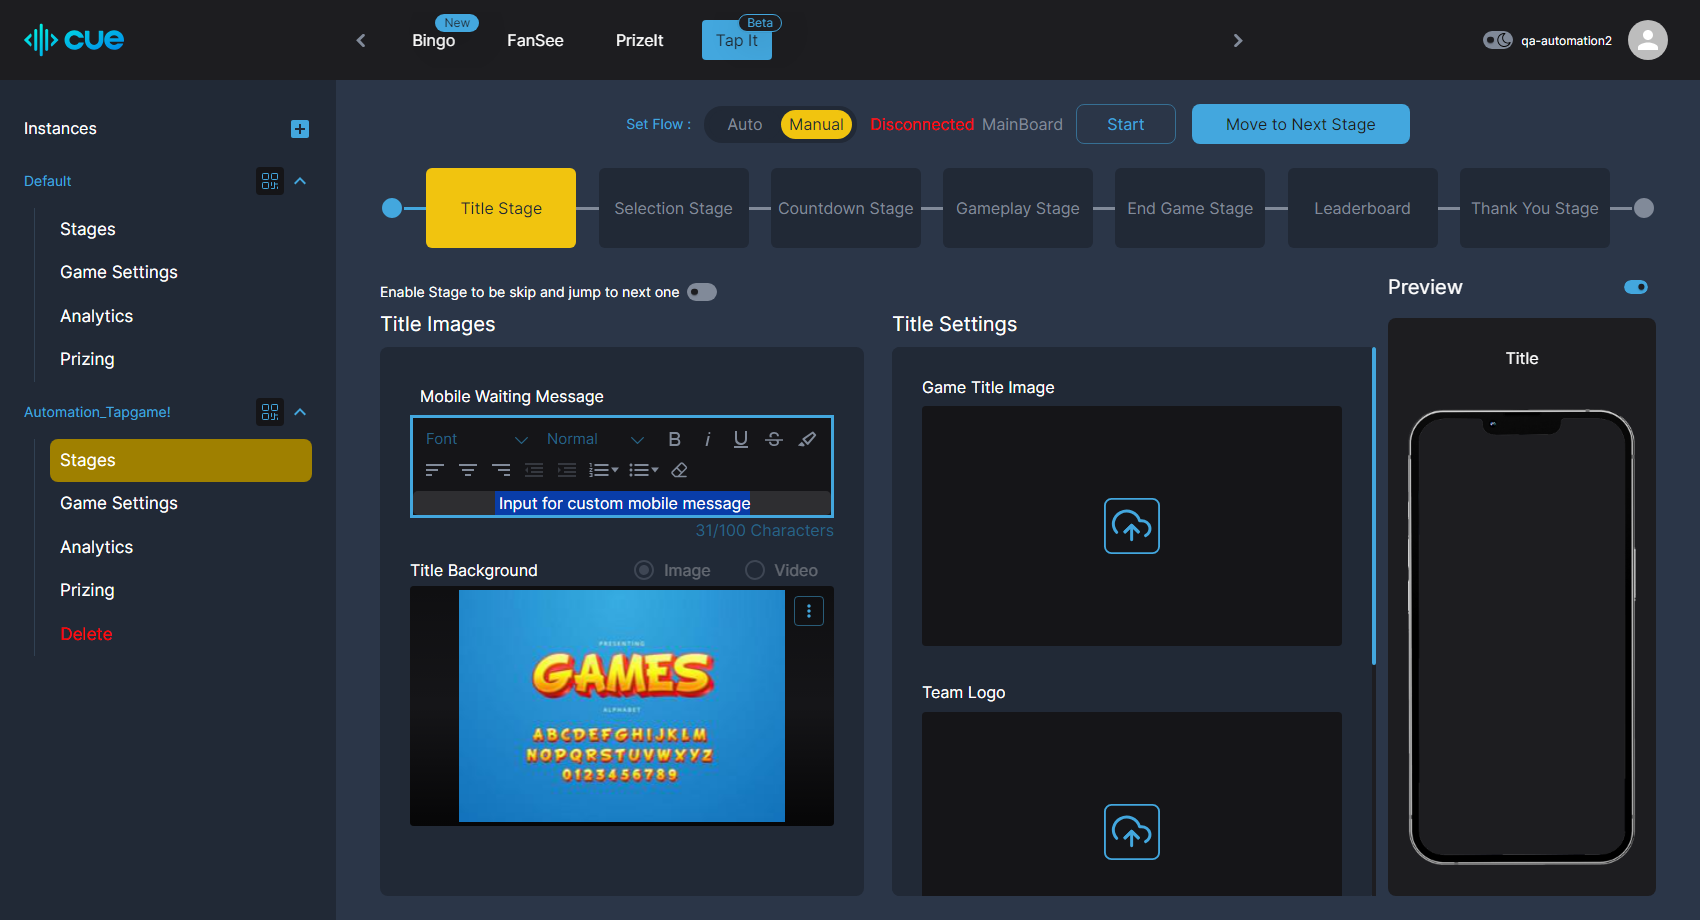 cue
New
Bingo
FanSee
PrizeIt
Beta
Tap It
qa-automation2
Instances
Default
Stages
Game Settings
Analytics
Prizing
Automation_Tapgame!
Stages
Game Settings
Analytics
Prizing
Delete
Set Flow :
Auto
Manual
Disconnected MainBoard
Start
Move to Next Stage
Title Stage
Selection Stage
Countdown Stage
Gameplay Stage
End Game Stage
Leaderboard
Thank You Stage
Enable Stage to be skip and jump to next one
Title Images
Mobile Waiting Message
Font
Normal
B i U S
Input for custom mobile message
31/100 Characters
Title Background
Image
Video
PRESENTING
GAMES
ALPHABET
ABCDEFGHIJKLM
NOPQRSTUVWXYZ
0123456789
Title Settings
Game Title Image
Team Logo
Preview
Title